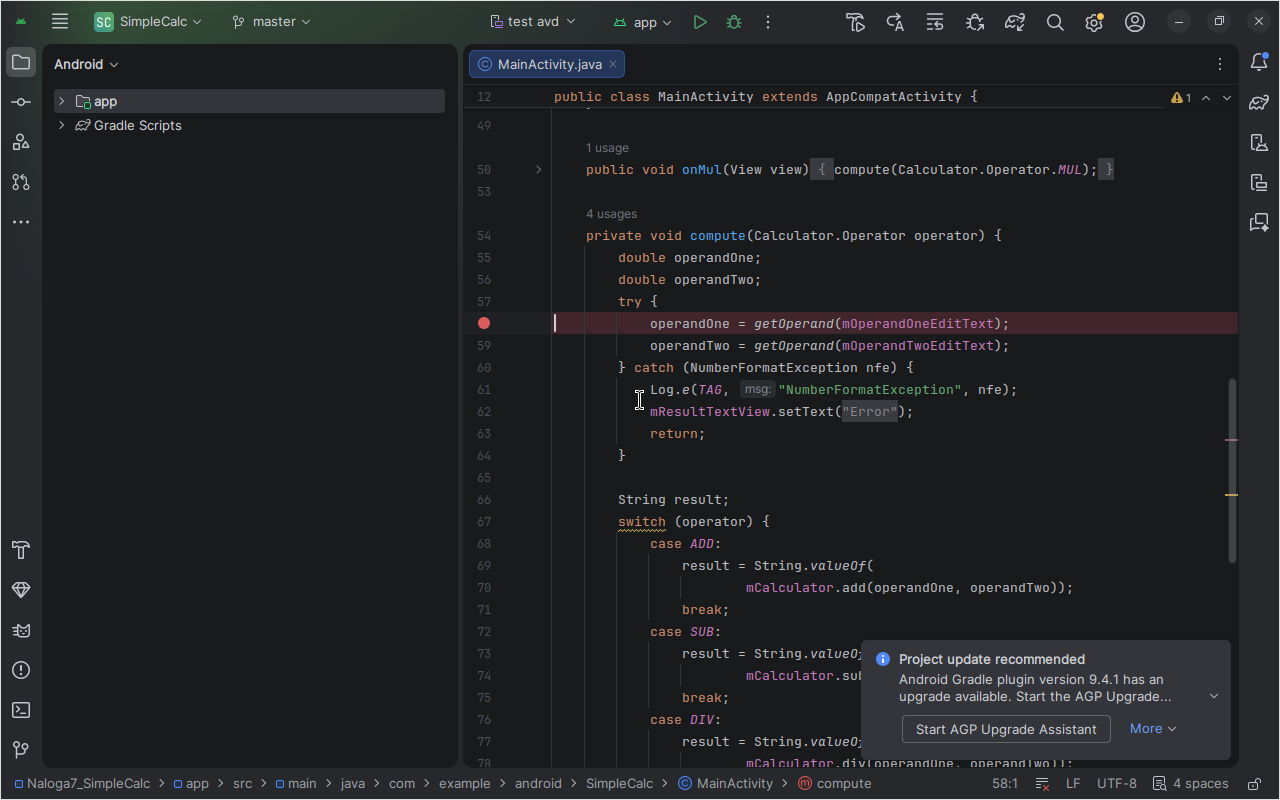 SC SimpleCalc master test avd app
Android
app
Gradle Scripts
MainActivity.java
12 public class MainActivity extends AppCompatActivity {
1
49
1 usage
50 public void onMul(View view) { compute(Calculator.Operator.MUL); }
53
4 usages
54 private void compute(Calculator.Operator operator) {
55 double operandOne;
56 double operandTwo;
57 try {
operandOne = getOperand(mOperandOneEditText);
59 operandTwo = getOperand(mOperandTwoEditText);
60 } catch (NumberFormatException nfe) {
61 Log.e(TAG, msg: "NumberFormatException", nfe);
62 mResultTextView.setText("Error");
63 return;
64 }
65
66 String result;
67 switch (operator) {
68 case ADD:
69 result = String.valueOf(
70 mCalculator.add(operandOne, operandTwo));
71 break;
72 case SUB:
73 result = String.valueOf
74 mCalculator.sub
75 break;
76 case DIV:
77 result = String.valueOf
78 mCalculator.div(operandOne, operandTwo));
Project update recommended
Android Gradle plugin version 9.4.1 has an
upgrade available. Start the AGP Upgrade...
Start AGP Upgrade Assistant More
Naloga7_SimpleCalc app src main java com example android SimpleCalc MainActivity compute 58:1 LF UTF-8 4 spaces